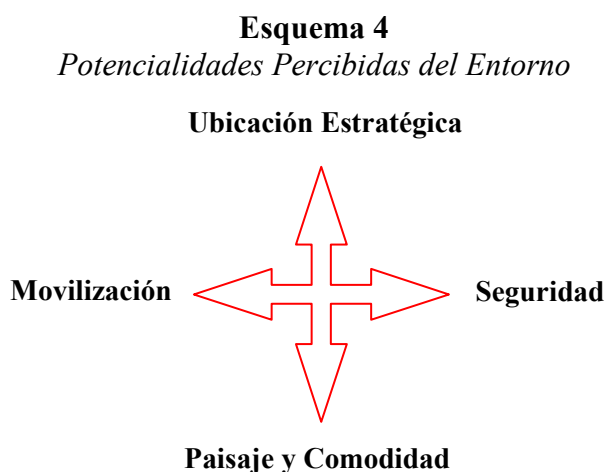 Esquema 4
Potencialidades Percibidas del Entorno
Ubicación Estratégica
Movilización
Seguridad
Paisaje y Comodidad